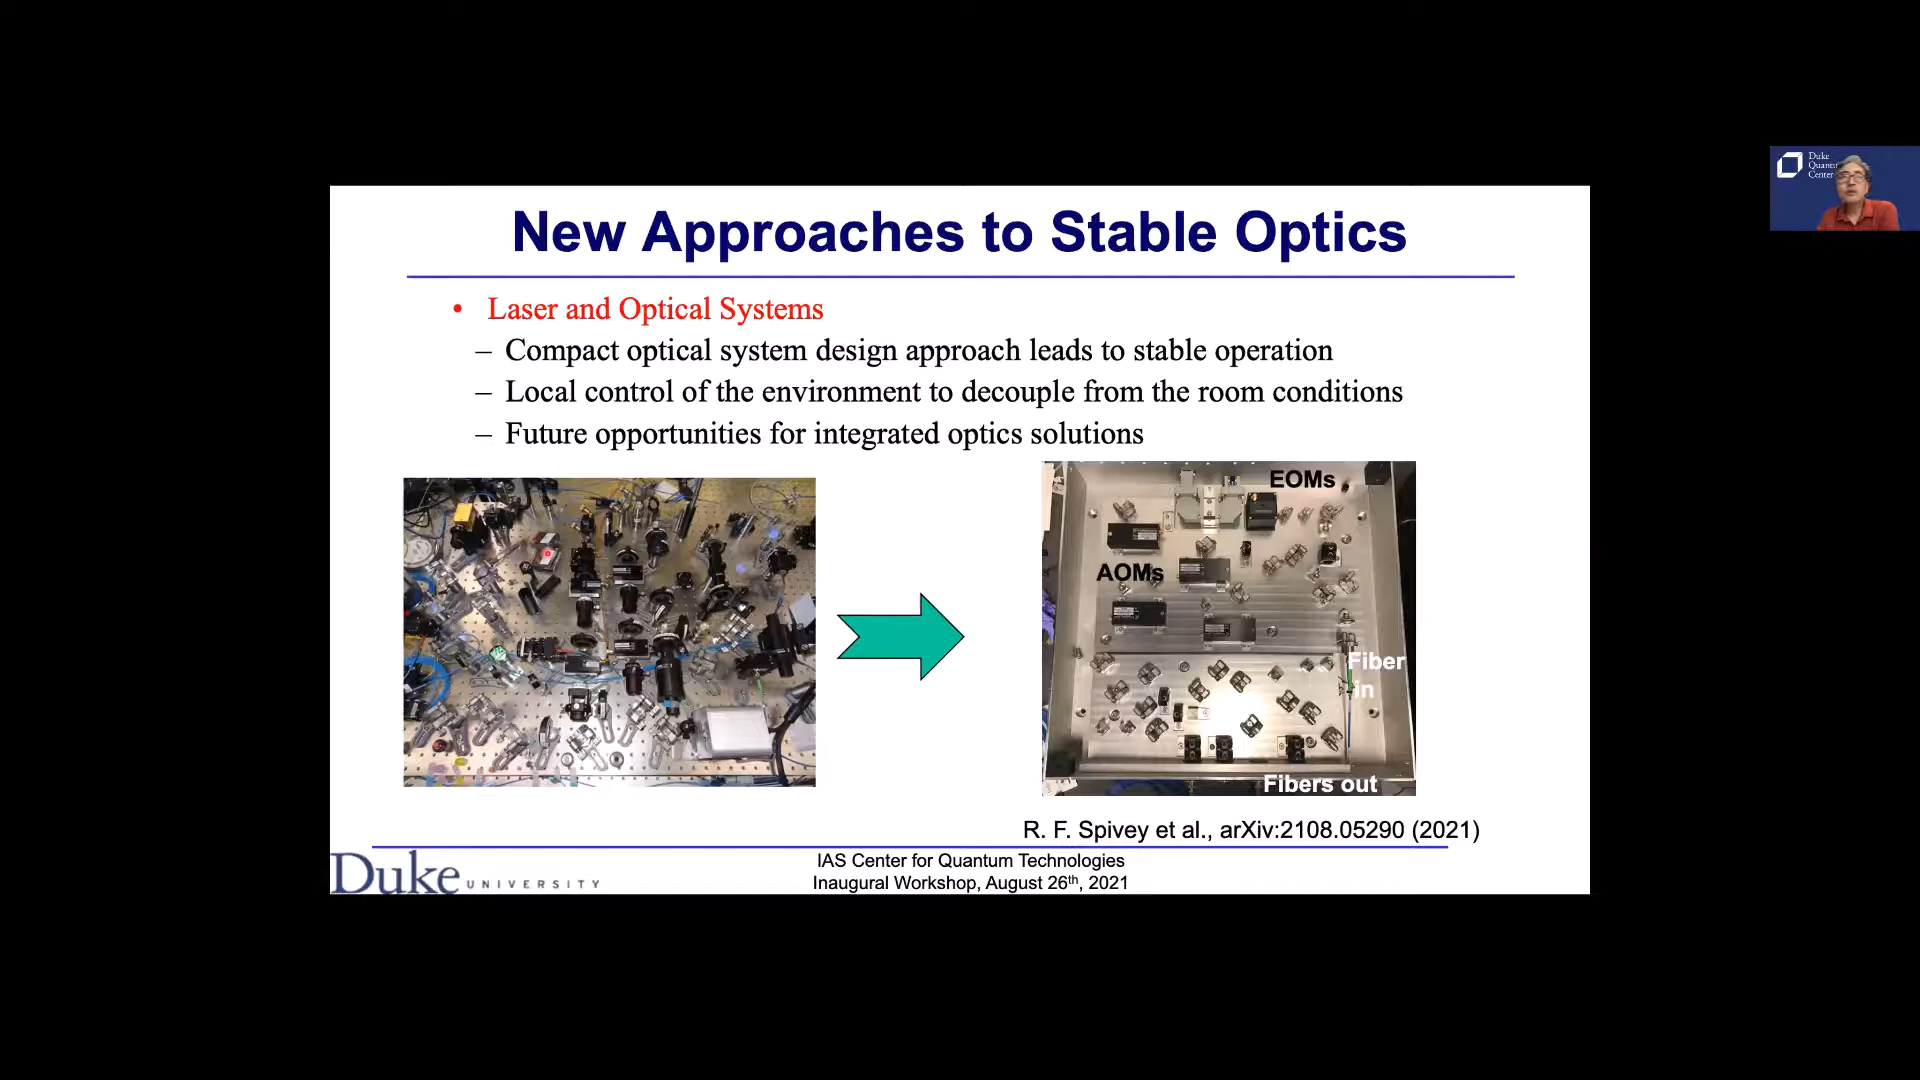 New Approaches to Stable Optics
• Laser and Optical Systems
– Compact optical system design approach leads to stable operation
– Local control of the environment to decouple from the room conditions
– Future opportunities for integrated optics solutions
EOMs
AOMs
Fiber
in
Fibers out
R. F. Spivey et al., arXiv:2108.05290 (2021)
Duke UNIVERSITY
IAS Center for Quantum Technologies
Inaugural Workshop, August 26th, 2021
Duke
Center